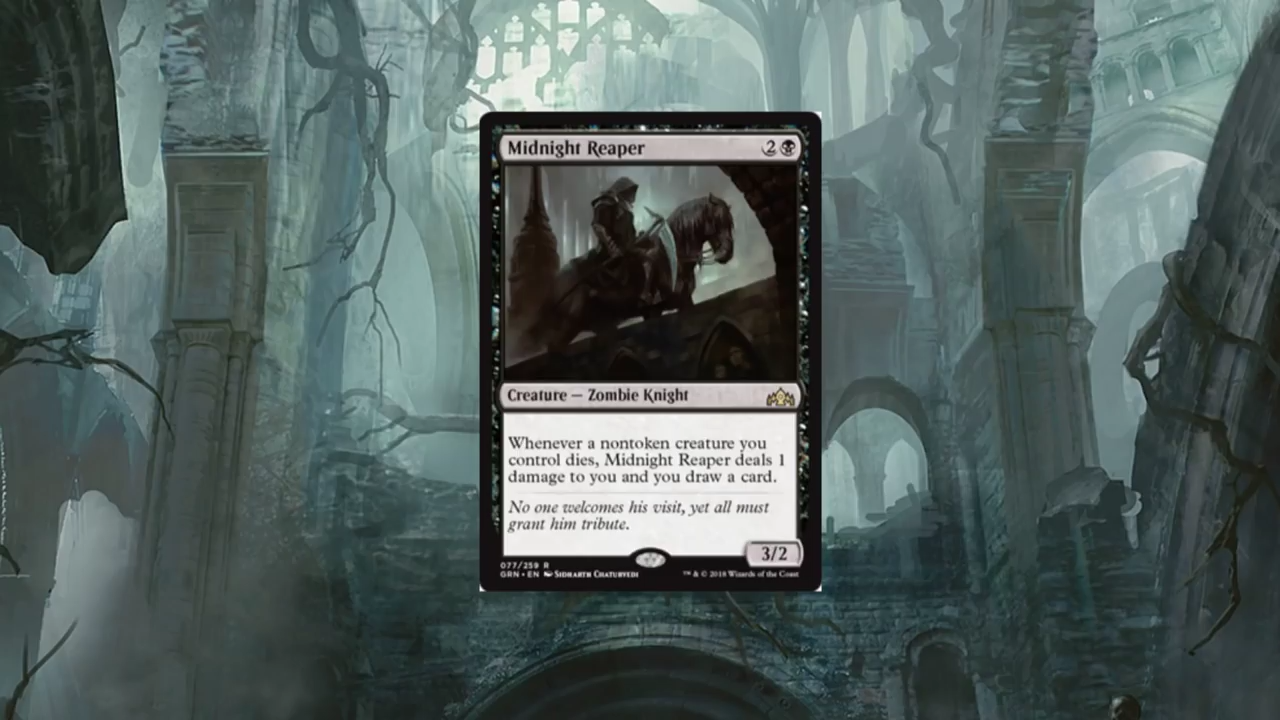 Midnight Reaper 2
Creature — Zombie Knight
Whenever a nontoken creature you
control dies, Midnight Reaper deals 1
damage to you and you draw a card.
No one welcomes his visit, yet all must
grant him tribute.
3/2
077/259 R
GRN • EN Sidharth Chaturvedi
™ & © 2018 Wizards of the Coast